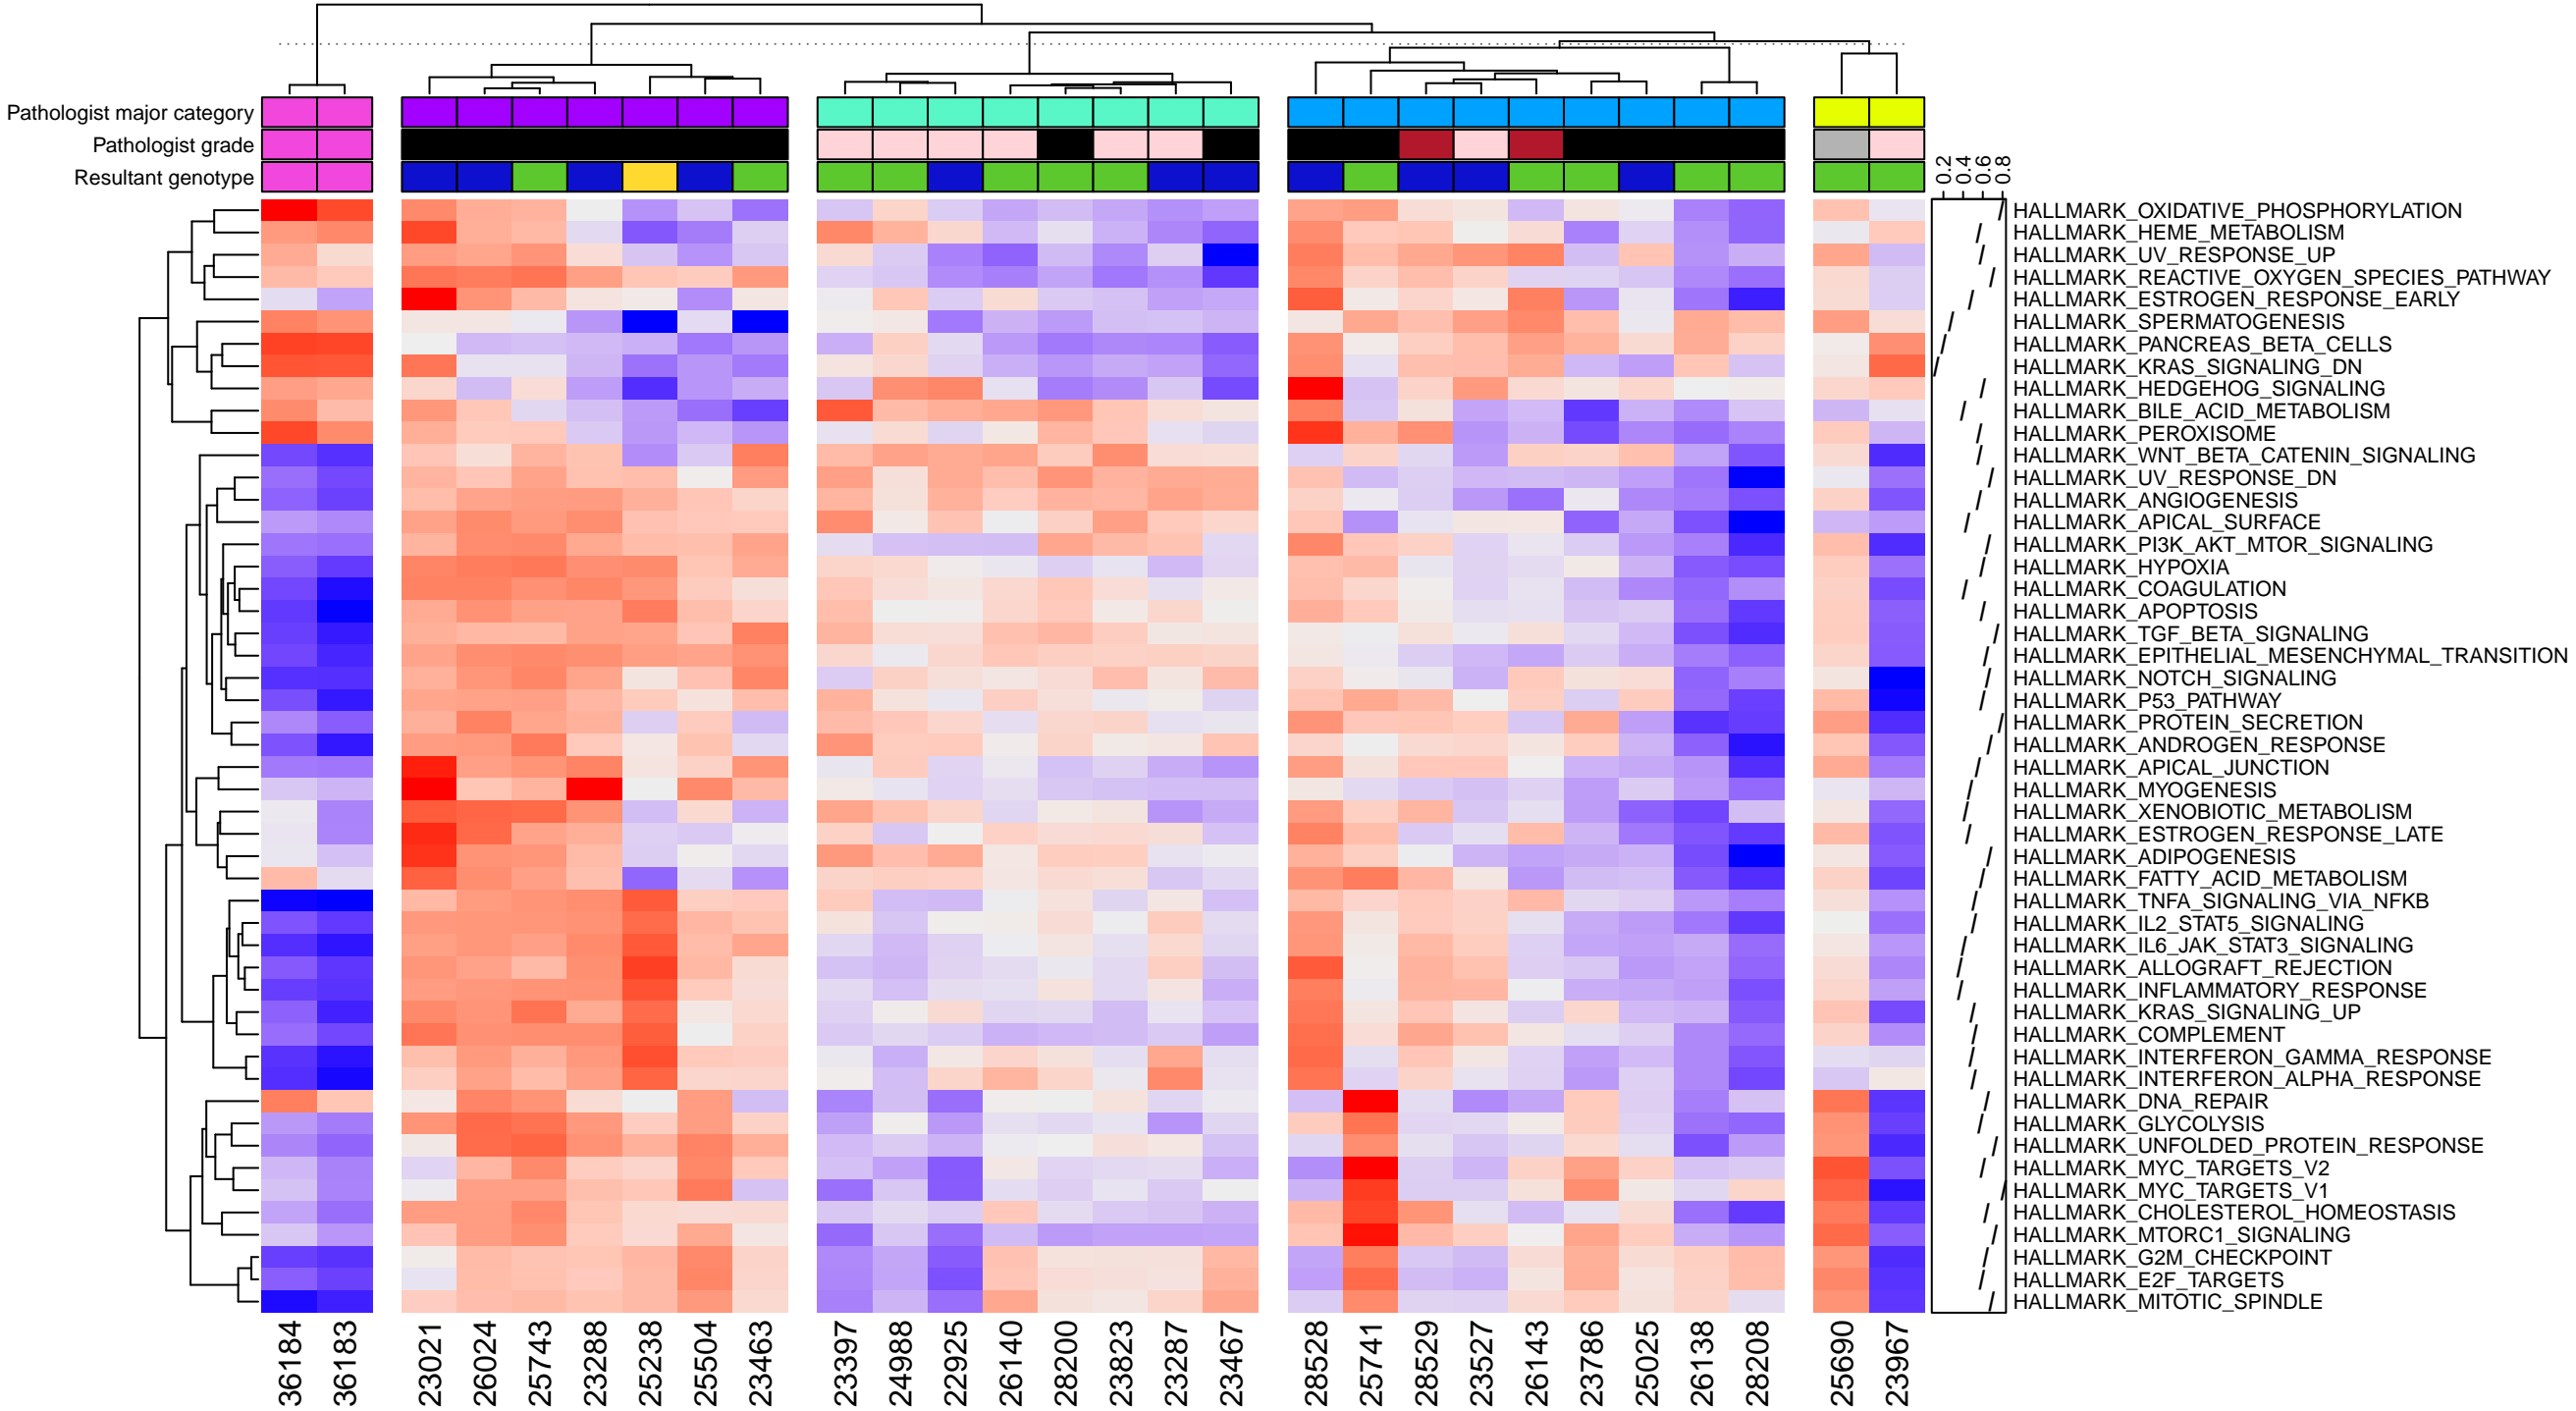 Pathologist major category
Pathologist grade
Resultant genotype
0.2
0.4
0.6
0.8
HALLMARK_OXIDATIVE_PHOSPHORYLATION
HALLMARK_HEME_METABOLISM
HALLMARK_UV_RESPONSE_UP
HALLMARK_REACTIVE_OXYGEN_SPECIES_PATHWAY
HALLMARK_ESTROGEN_RESPONSE_EARLY
HALLMARK_SPERMATOGENESIS
HALLMARK_PANCREAS_BETA_CELLS
HALLMARK_KRAS_SIGNALING_DN
HALLMARK_HEDGEHOG_SIGNALING
HALLMARK_BILE_ACID_METABOLISM
HALLMARK_PEROXISOME
HALLMARK_WNT_BETA_CATENIN_SIGNALING
HALLMARK_UV_RESPONSE_DN
HALLMARK_ANGIOGENESIS
HALLMARK_APICAL_SURFACE
HALLMARK_PI3K_AKT_MTOR_SIGNALING
HALLMARK_HYPOXIA
HALLMARK_COAGULATION
HALLMARK_APOPTOSIS
HALLMARK_TGF_BETA_SIGNALING
HALLMARK_EPITHELIAL_MESENCHYMAL_TRANSITION
HALLMARK_NOTCH_SIGNALING
HALLMARK_P53_PATHWAY
HALLMARK_PROTEIN_SECRETION
HALLMARK_ANDROGEN_RESPONSE
HALLMARK_APICAL_JUNCTION
HALLMARK_MYOGENESIS
HALLMARK_XENOBIOTIC_METABOLISM
HALLMARK_ESTROGEN_RESPONSE_LATE
HALLMARK_ADIPOGENESIS
HALLMARK_FATTY_ACID_METABOLISM
HALLMARK_TNFA_SIGNALING_VIA_NFKB
HALLMARK_IL2_STAT5_SIGNALING
HALLMARK_IL6_JAK_STAT3_SIGNALING
HALLMARK_ALLOGRAFT_REJECTION
HALLMARK_INFLAMMATORY_RESPONSE
HALLMARK_KRAS_SIGNALING_UP
HALLMARK_COMPLEMENT
HALLMARK_INTERFERON_GAMMA_RESPONSE
HALLMARK_INTERFERON_ALPHA_RESPONSE
HALLMARK_DNA_REPAIR
HALLMARK_GLYCOLYSIS
HALLMARK_UNFOLDED_PROTEIN_RESPONSE
HALLMARK_MYC_TARGETS_V2
HALLMARK_MYC_TARGETS_V1
HALLMARK_CHOLESTEROL_HOMEOSTASIS
HALLMARK_MTORC1_SIGNALING
HALLMARK_G2M_CHECKPOINT
HALLMARK_E2F_TARGETS
HALLMARK_MITOTIC_SPINDLE
36184
36183
23021
26024
25743
23288
25238
25504
23463
23397
24988
22925
26140
28200
23823
23287
23467
28528
25741
28529
23527
26143
23786
25025
26138
28208
25690
23967